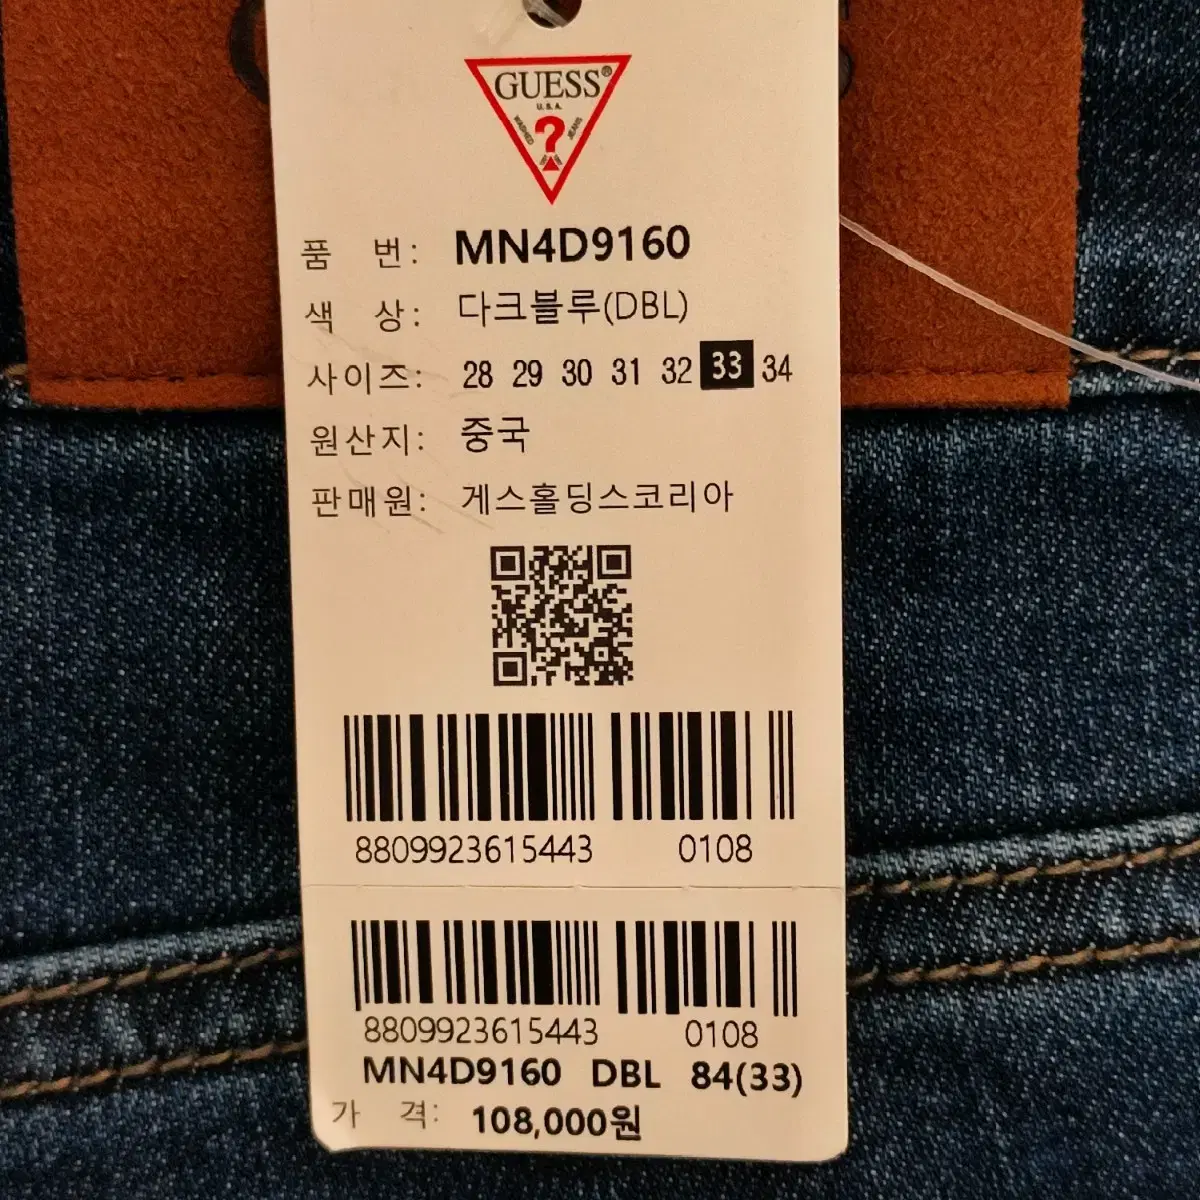 GUESS®
U.S.A.
WASHED JEANS
?
품 번: MN4D9160
색 상: 다크블루(DBL)
사이즈: 28 29 30 31 32 33 34
원산지: 중국
판매원: 게스홀딩스코리아
8809923615443 0108
8809923615443 0108
MN4D9160 DBL 84(33)
가 격: 108,000원